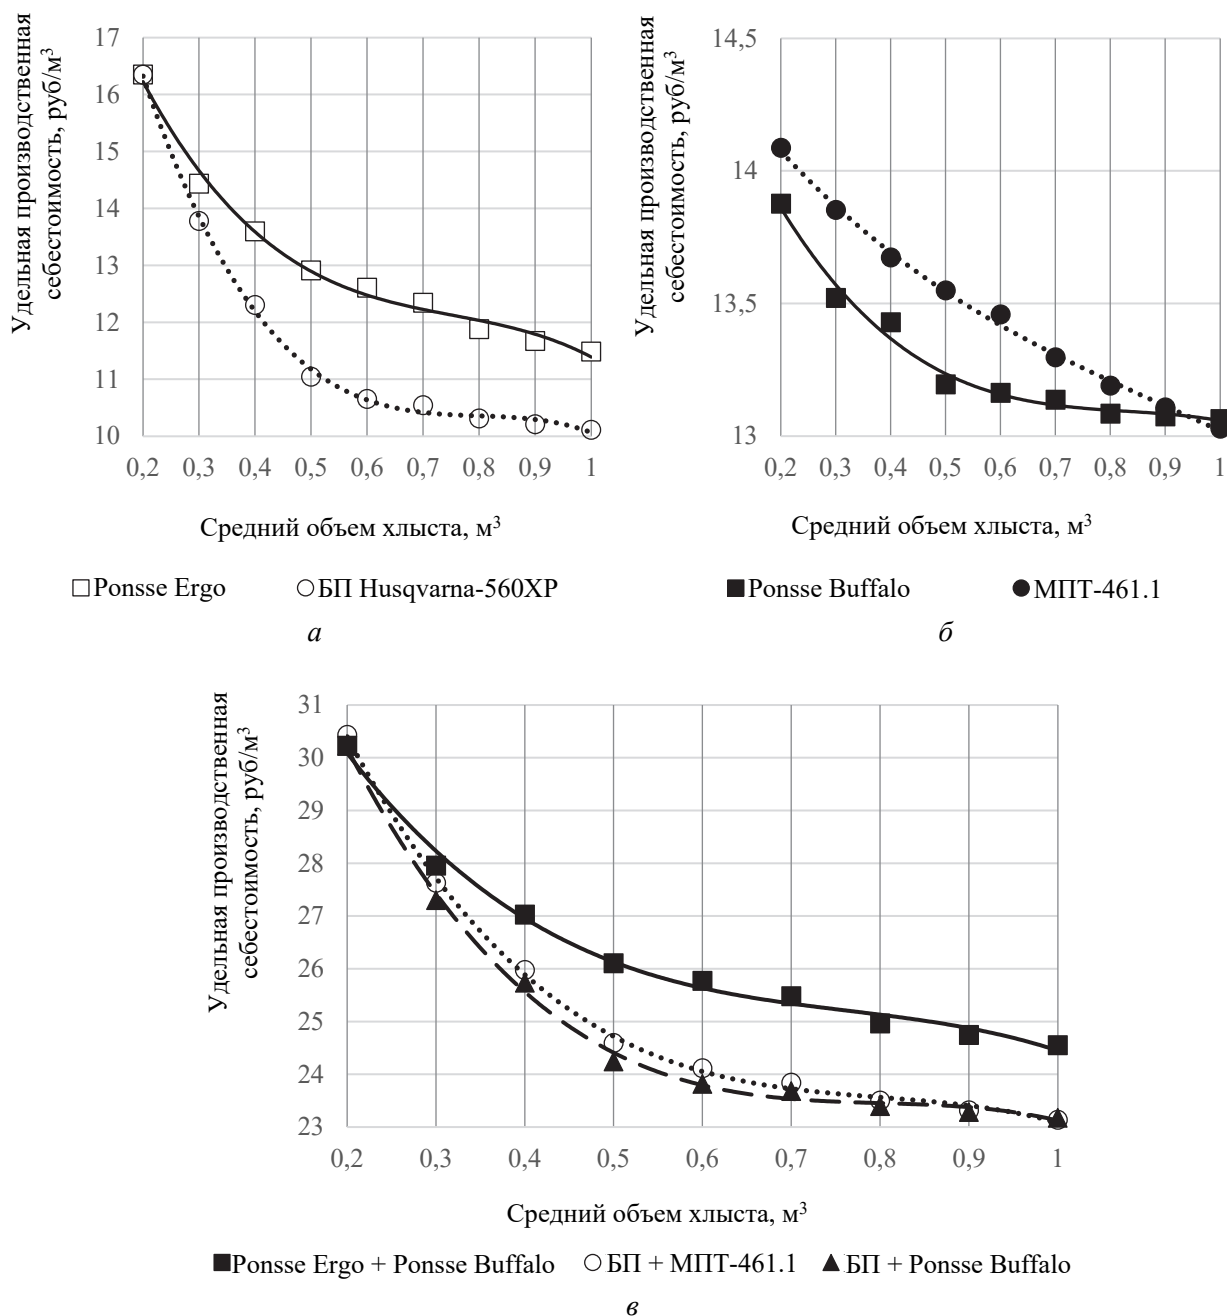 Удельная производственная
себестоимость, руб/м³
17
16
15
14
13
12
11
10
0,2 0,3 0,4 0,5 0,6 0,7 0,8 0,9 1
Средний объем хлыста, м³
Ponsse Ergo БП Husqvarna-560XP
а
Удельная производственная
себестоимость, руб/м³
14,5
14
13,5
13
0,2 0,3 0,4 0,5 0,6 0,7 0,8 0,9 1
Средний объем хлыста, м³
Ponsse Buffalo МПТ-461.1
б
Удельная производственная
себестоимость, руб/м³
31
30
29
28
27
26
25
24
23
0,2 0,3 0,4 0,5 0,6 0,7 0,8 0,9 1
Средний объем хлыста, м³
Ponsse Ergo + Ponsse Buffalo БП + МПТ-461.1 БП + Ponsse Buffalo
в